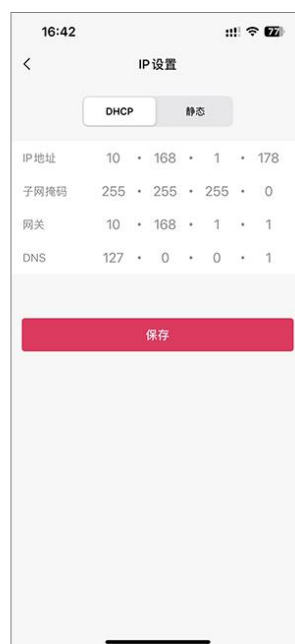 16:42
77
IP设置
DHCP 静态
IP地址 10 · 168 · 1 · 178
子网掩码 255 · 255 · 255 · 0
网关 10 · 168 · 1 · 1
DNS 127 · 0 · 0 · 1
保存